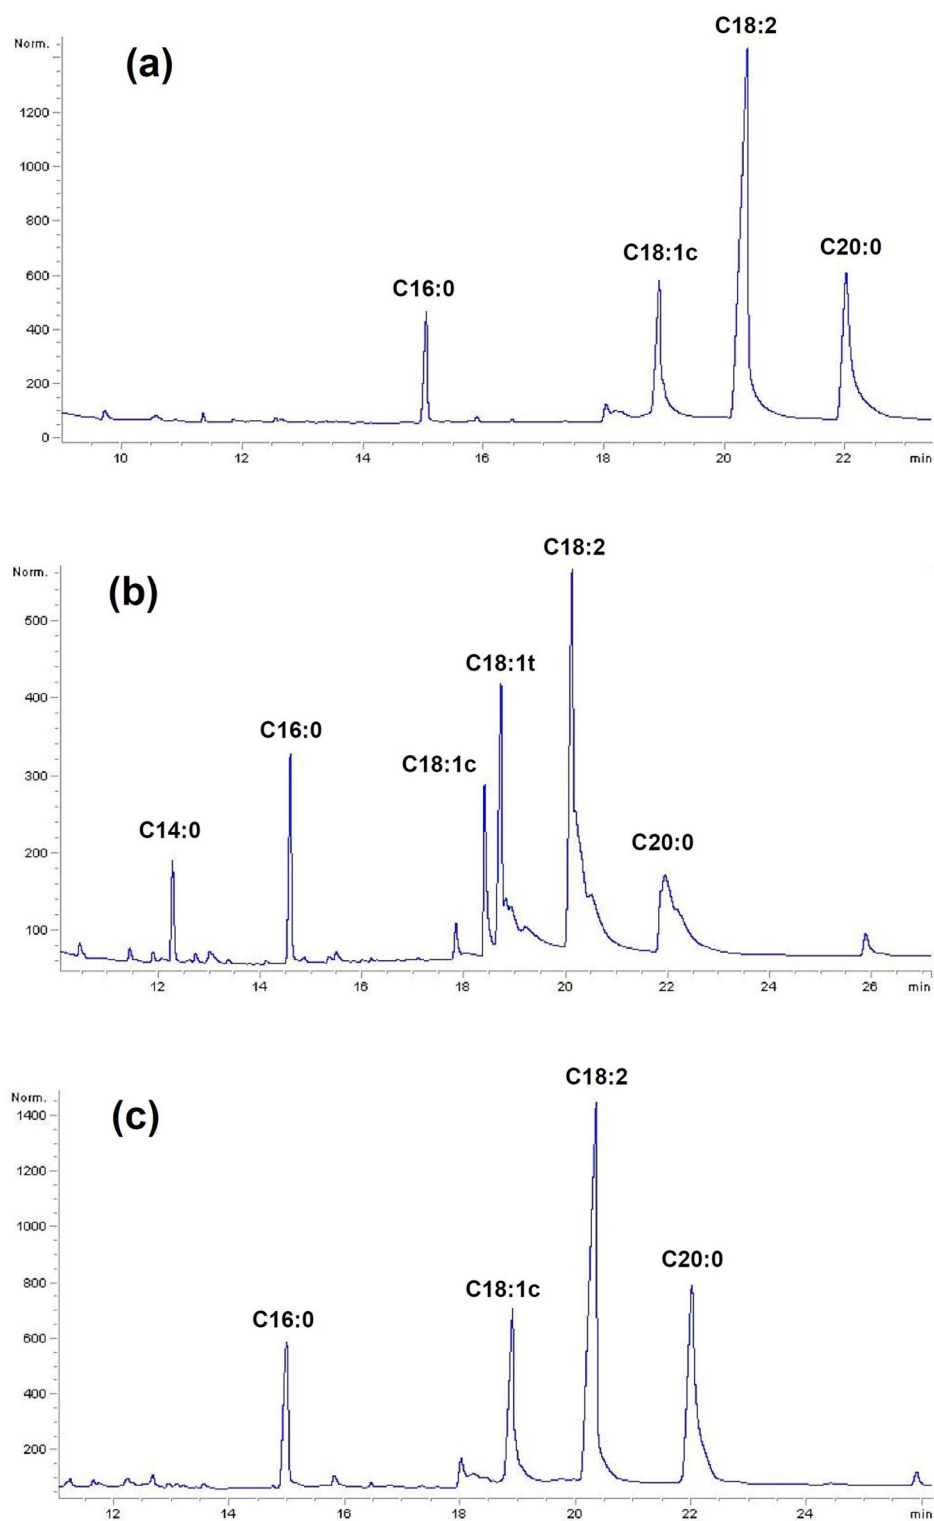 C18:2
Norm.
(a)
C18:1c
C20:0
C16:0
1200
1000
800
600
400
200
0
10 12 14 16 18 20 22 min
C18:2
Norm.
(b)
C18:1t
C16:0
C18:1c
C14:0
C20:0
500
400
300
200
100
12 14 16 18 20 22 24 26 min
C18:2
Norm.
(c)
C20:0
C18:1c
C16:0
1400
1200
1000
800
600
400
200
12 14 16 18 20 22 24 min